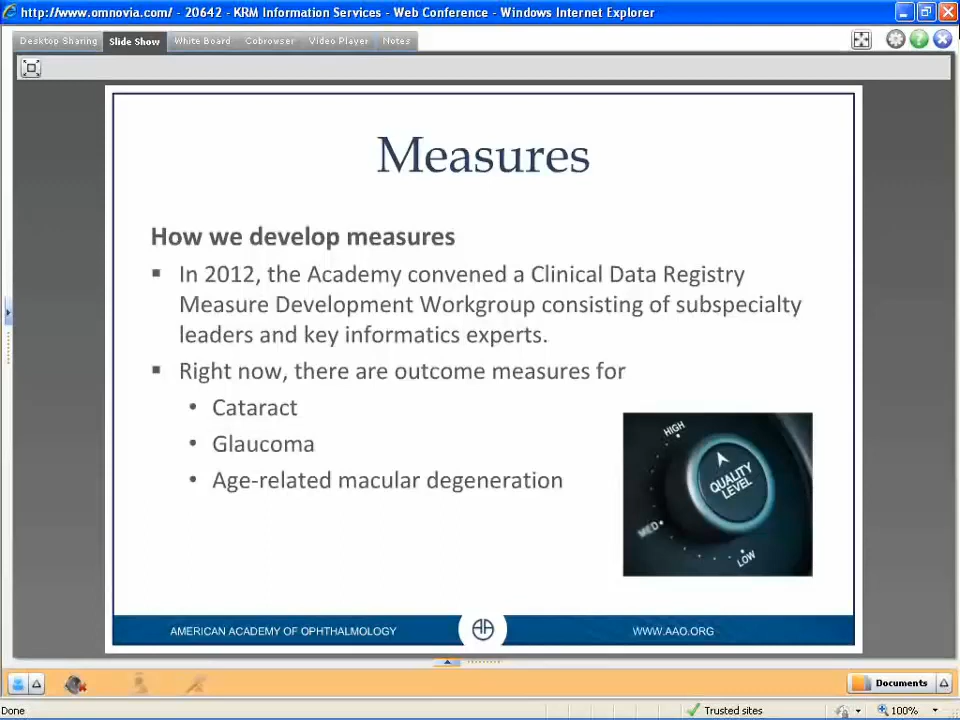 http://www.omnovia.com/ - 20642 - KRM Information Services - Web Conference - Windows Internet Explorer
Desktop Sharing Slide Show White Board Cobrowser Video Player Notes
Measures
How we develop measures
▪ In 2012, the Academy convened a Clinical Data Registry
Measure Development Workgroup consisting of subspecialty
leaders and key informatics experts.
▪ Right now, there are outcome measures for
• Cataract
• Glaucoma
• Age-related macular degeneration
HIGH
QUALITY
LEVEL
MED
LOW
AMERICAN ACADEMY OF OPHTHALMOLOGY
WWW.AAO.ORG
Documents
Done
Trusted sites
100%